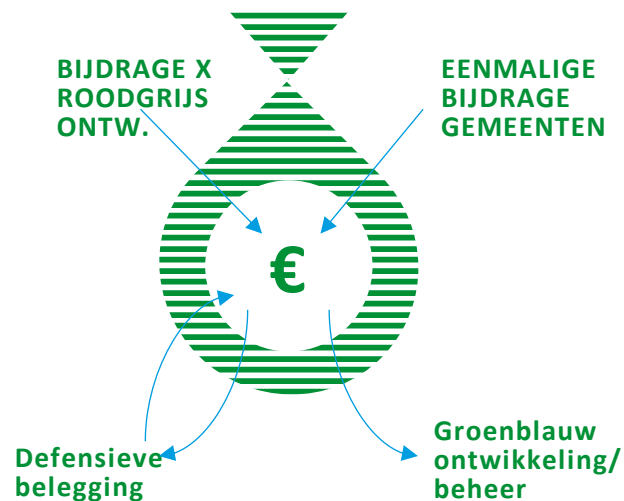 BIJDRAGE X
ROODGRIJS
ONTW.
EENMALIGE
BIJDRAGE
GEMEENTEN
€
Defensieve
belegging
Groenblauw
ontwikkeling/
beheer